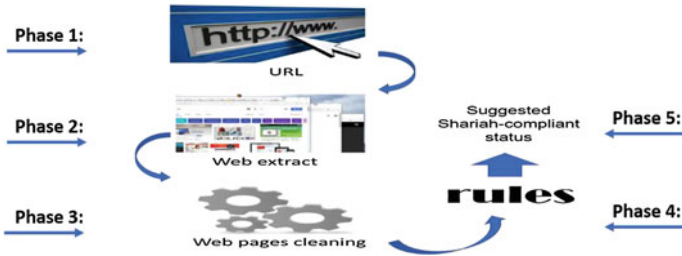 Phase 1:
http://www.
URL
Phase 2:
Web extract
Phase 3:
Web pages cleaning
Suggested
Shariah-compliant
status
Phase 5:
rules
Phase 4: